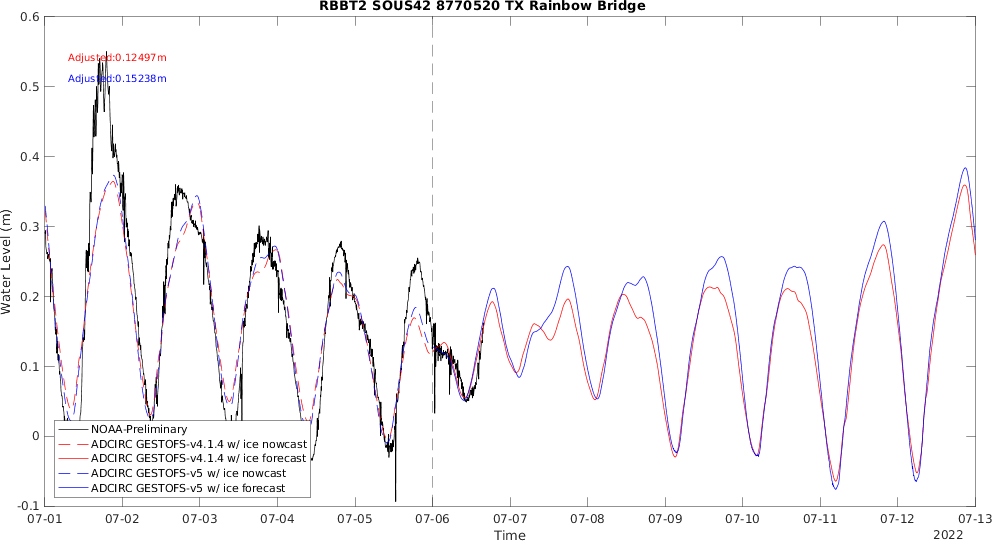 RBBT2 SOUS42 8770520 TX Rainbow Bridge
Adjusted:0.12497m
Adjusted:0.15238m
Water Level (m)
0.6
0.5
0.4
0.3
0.2
0.1
0
-0.1
NOAA-Preliminary
ADCIRC GESTOFS-v4.1.4 w/ ice nowcast
ADCIRC GESTOFS-v4.1.4 w/ ice forecast
ADCIRC GESTOFS-v5 w/ ice nowcast
ADCIRC GESTOFS-v5 w/ ice forecast
07-01 07-02 07-03 07-04 07-05 07-06 07-07 07-08 07-09 07-10 07-11 07-12 07-13
Time
2022